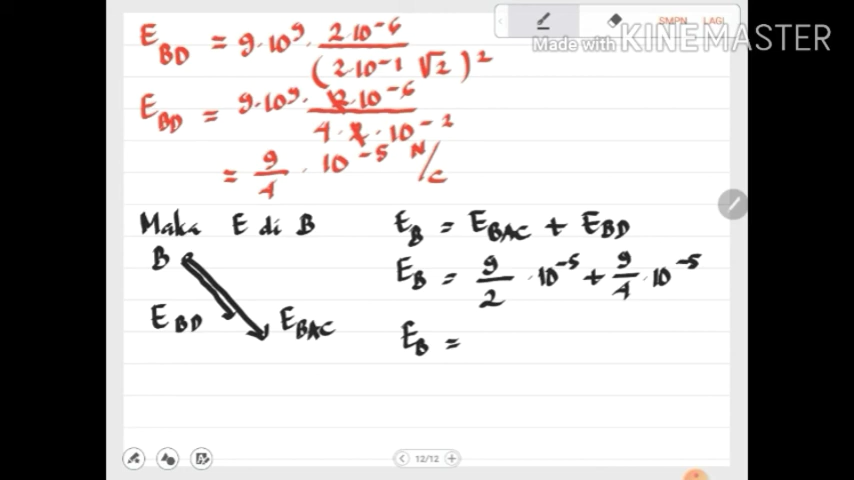 SMPN LAGI
Made with KINEMASTER
E_BD = 9·10⁹ · 2·10⁻⁶ / (2·10⁻¹ √2)²
E_BD = 9·10⁹ · 2·10⁻⁶ / 4·2·10⁻²
= 9/4 · 10⁻⁵ N/C
Maka E di B
E_B = E_BAC + E_BD
B
E_B = 9/2 · 10⁻⁵ + 9/4 · 10⁻⁵
E_BD
E_BAC
E_B =
12/12